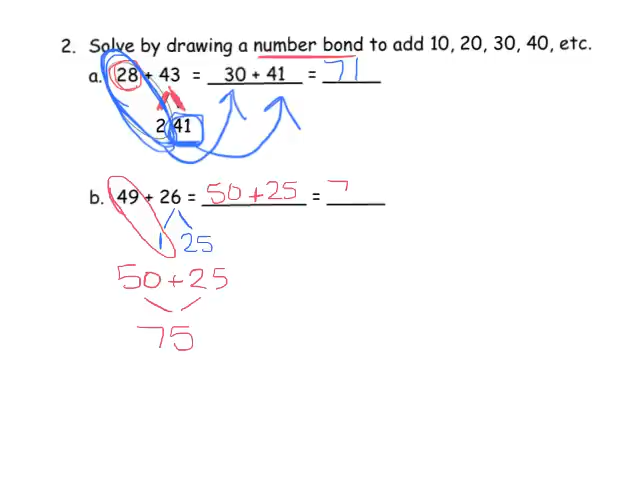 2. Solve by drawing a number bond to add 10, 20, 30, 40, etc.
a. 28 + 43 = 30 + 41 = 71
2 41
b. 49 + 26 = 50 + 25 = 7
1 25
50 + 25
75